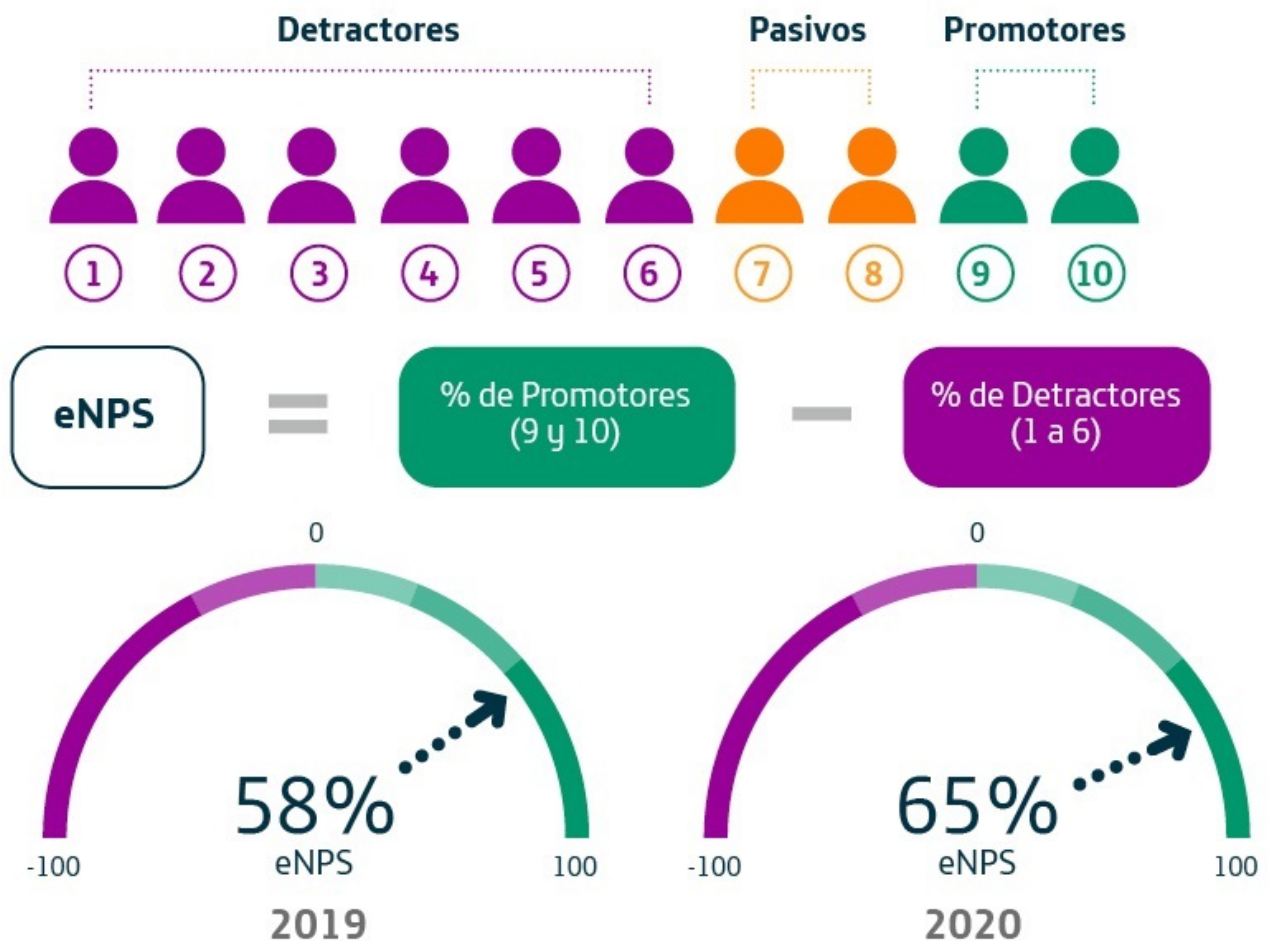 Detractores Pasivos Promotores
1 2 3 4 5 6 7 8 9 10
eNPS = % de Promotores (9 y 10) − % de Detractores (1 a 6)
0
58%
eNPS
-100 100
2019
0
65%
eNPS
-100 100
2020